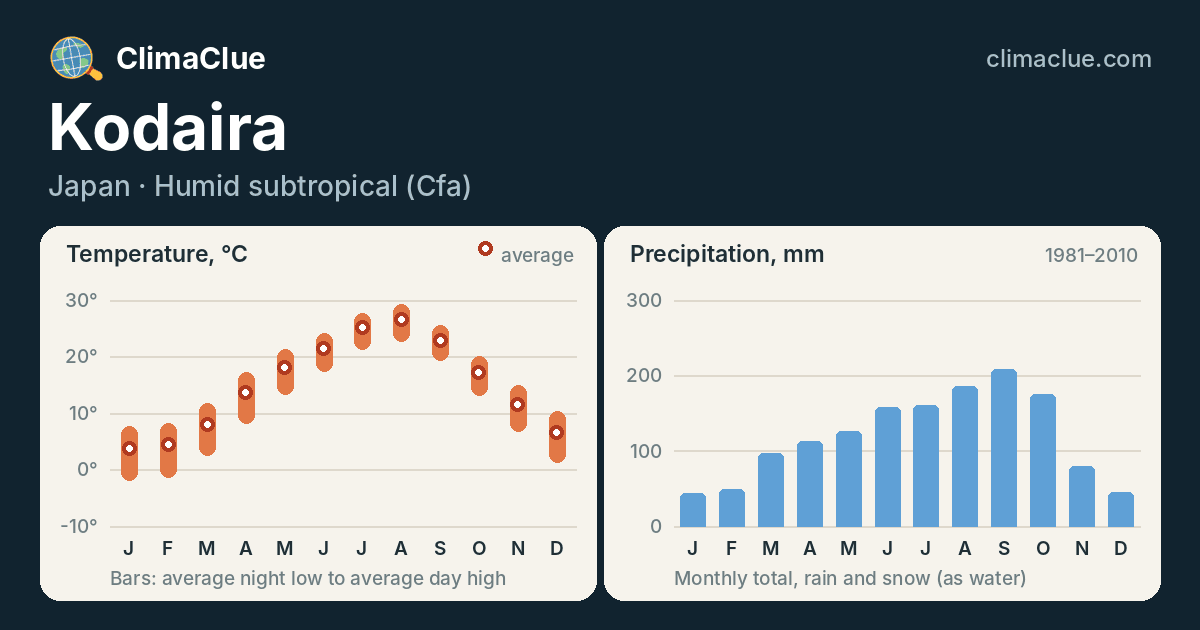 ClimaClue
climaclue.com
Kodaira
Japan · Humid subtropical (Cfa)
Temperature, °C
average
30°
20°
10°
0°
-10°
J F M A M J J A S O N D
Bars: average night low to average day high
Precipitation, mm
1981–2010
300
200
100
0
J F M A M J J A S O N D
Monthly total, rain and snow (as water)